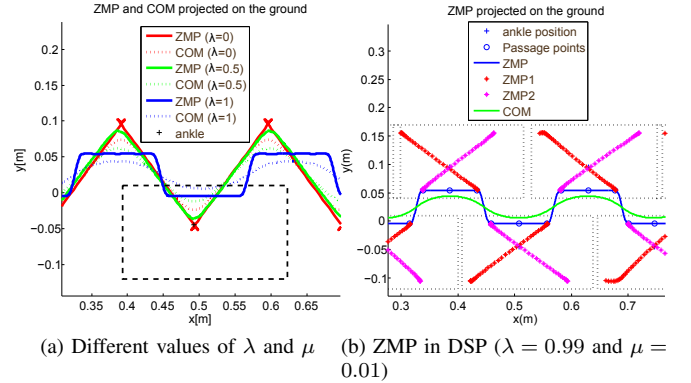 ZMP and COM projected on the ground
ZMP (λ=0)
COM (λ=0)
ZMP (λ=0.5)
COM (λ=0.5)
ZMP (λ=1)
COM (λ=1)
ankle
y[m]
0.3
0.25
0.2
0.15
0.1
0.05
0
-0.05
-0.1
0.35
0.4
0.45
0.5
0.55
0.6
0.65
x[m]
(a) Different values of λ and μ
ZMP projected on the ground
ankle position
Passage points
ZMP
ZMP1
ZMP2
COM
y(m)
0.3
0.25
0.2
0.15
0.1
0.05
0
-0.05
-0.1
0.3
0.4
0.5
0.6
0.7
x(m)
(b) ZMP in DSP (λ = 0.99 and μ =
0.01)